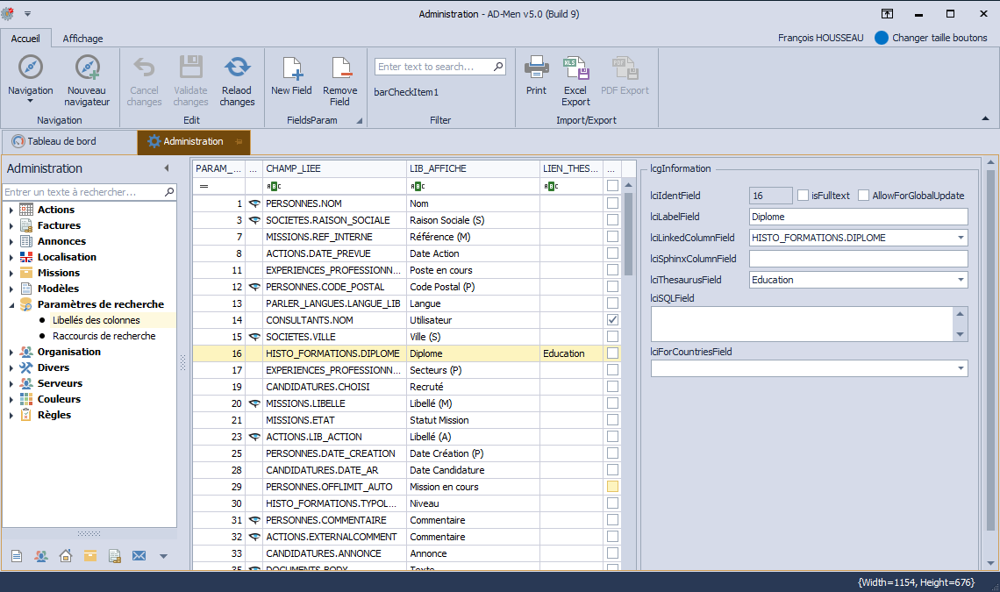 Administration - AD-Men v5.0 (Build 9)
Accueil
Affichage
François HOUSSEAU
Changer taille boutons
Navigation
Nouveau navigateur
Navigation
Cancel changes
Validate changes
Relaod changes
Edit
New Field
Remove Field
FieldsParam
Enter text to search...
barCheckItem1
Filter
Print
Excel Export
PDF Export
Import/Export
Tableau de bord
Administration
Administration
Entrer un texte à rechercher...
Actions
Factures
Annonces
Localisation
Missions
Modèles
Paramètres de recherche
Libellés des colonnes
Raccourcis de recherche
Organisation
Divers
Serveurs
Couleurs
Règles
PARAM_... ... CHAMP_LIEE LIB_AFFICHE LIEN_THES... ...
= ABC ABC ABC
1 PERSONNES.NOM Nom
3 SOCIETES.RAISON_SOCIALE Raison Sociale (S)
7 MISSIONS.REF_INTERNE Référence (M)
8 ACTIONS.DATE_PREVUE Date Action
11 EXPERIENCES_PROFESSIONN... Poste en cours
12 PERSONNES.CODE_POSTAL Code Postal (P)
13 PARLER_LANGUES.LANGUE_LIB Langue
14 CONSULTANTS.NOM Utilisateur
15 SOCIETES.VILLE Ville (S)
16 HISTO_FORMATIONS.DIPLOME Diplome Education
17 EXPERIENCES_PROFESSIONN... Secteurs (P)
19 CANDIDATURES.CHOISI Recruté
20 MISSIONS.LIBELLE Libellé (M)
21 MISSIONS.ETAT Statut Mission
23 ACTIONS.LIB_ACTION Libellé (A)
25 PERSONNES.DATE_CREATION Date Création (P)
28 CANDIDATURES.DATE_AR Date Candidature
29 PERSONNES.OFFLIMIT_AUTO Mission en cours
30 HISTO_FORMATIONS.TYPOL... Niveau
31 PERSONNES.COMMENTAIRE Commentaire
32 ACTIONS.EXTERNALCOMMENT Commentaire
33 CANDIDATURES.ANNONCE Annonce
35 DOCUMENTS.BODY Texte
lcgInformation
lciIdentField 16 isFulltext AllowForGlobalUpdate
lciLabelField Diplome
lciLinkedColumnField HISTO_FORMATIONS.DIPLOME
lciSphinxColumnField
lciThesaurusField Education
lciSQLField
lciForCountriesField
{Width=1154, Height=676}